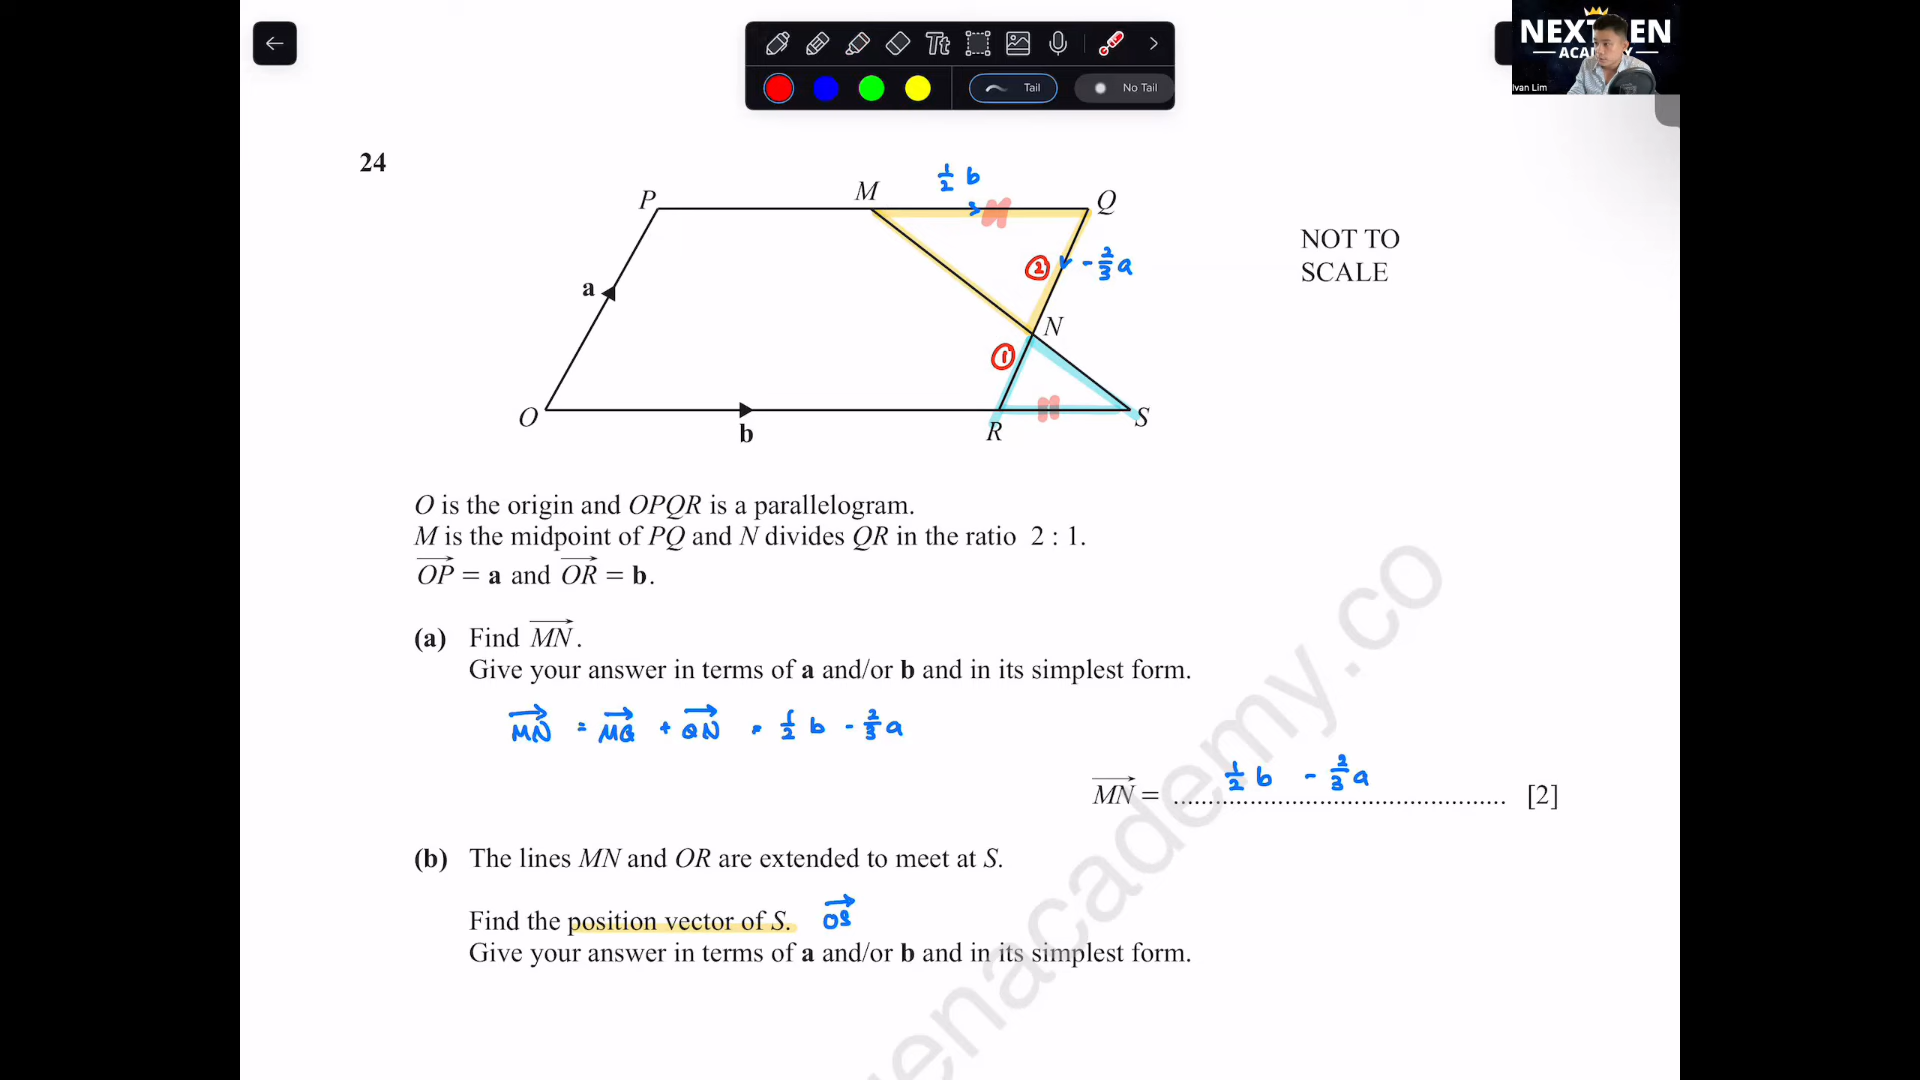 Tt
Tail
No Tail
NEXTGEN
ACADEMY
Ivan Lim
24
½ b
P
M
Q
NOT TO
SCALE
a
②
- ⅔ a
N
①
O
b
R
S
O is the origin and OPQR is a parallelogram.
M is the midpoint of PQ and N divides QR in the ratio 2 : 1.
OP = a and OR = b.
(a) Find MN.
Give your answer in terms of a and/or b and in its simplest form.
MN = MQ + QN = ½ b - ⅔ a
½ b - ⅔ a
MN = ................................................ [2]
(b) The lines MN and OR are extended to meet at S.
Find the position vector of S. OS
Give your answer in terms of a and/or b and in its simplest form.
enacademy.co